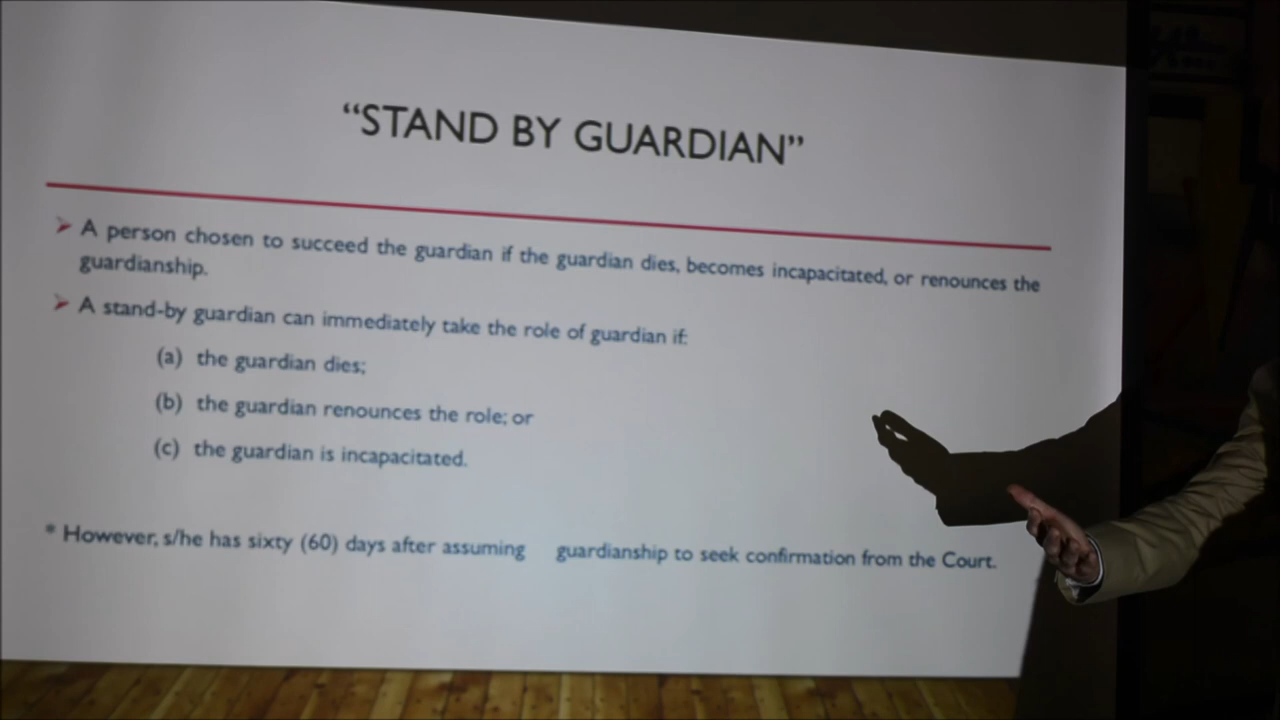 “STAND BY GUARDIAN”
➢ A person chosen to succeed the guardian if the guardian dies, becomes incapacitated, or renounces the
guardianship.
➢ A stand-by guardian can immediately take the role of guardian if:
(a) the guardian dies;
(b) the guardian renounces the role; or
(c) the guardian is incapacitated.
* However, s/he has sixty (60) days after assuming guardianship to seek confirmation from the Court.